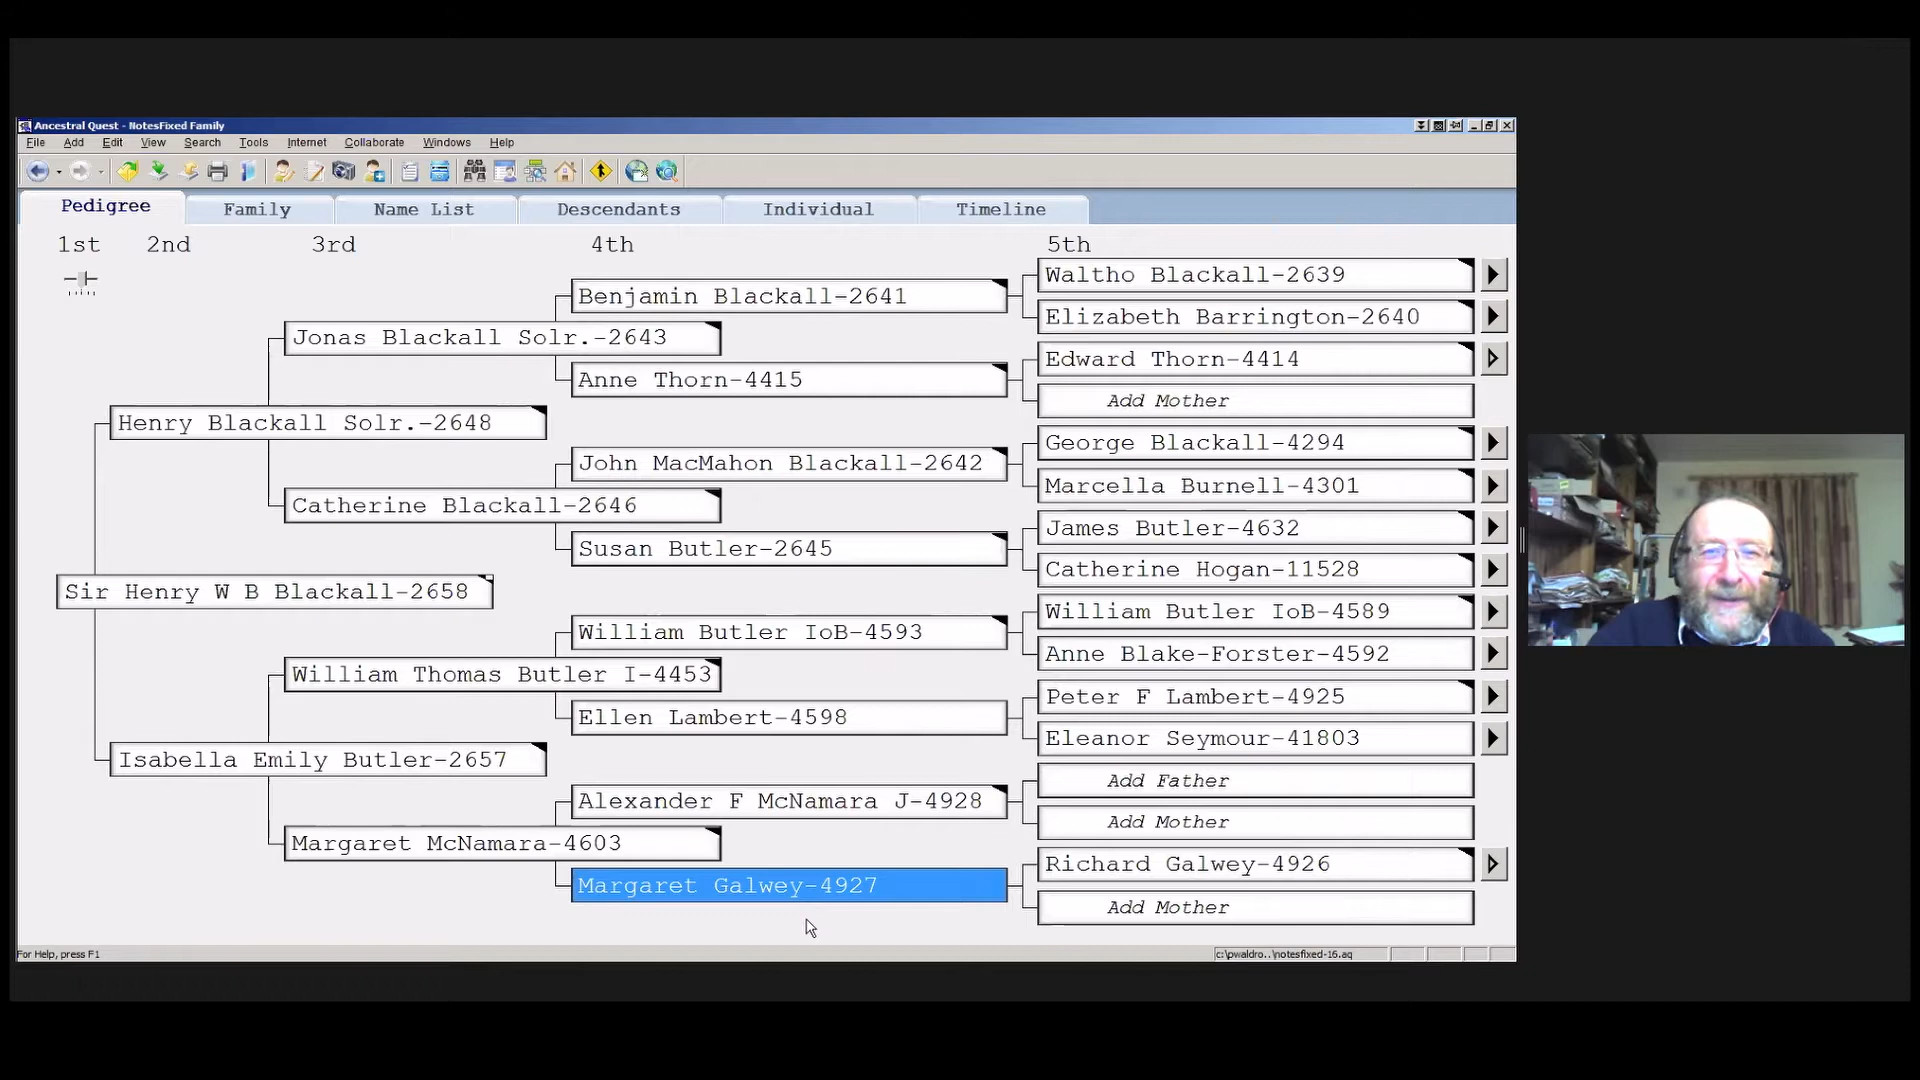 Ancestral Quest - NotesFixed Family
File Add Edit View Search Tools Internet Collaborate Windows Help
Pedigree Family Name List Descendants Individual Timeline
1st 2nd 3rd 4th 5th
Waltho Blackall-2639
Benjamin Blackall-2641
Elizabeth Barrington-2640
Jonas Blackall Solr.-2643
Edward Thorn-4414
Anne Thorn-4415
Add Mother
Henry Blackall Solr.-2648
George Blackall-4294
John MacMahon Blackall-2642
Marcella Burnell-4301
Catherine Blackall-2646
James Butler-4632
Susan Butler-2645
Catherine Hogan-11528
Sir Henry W B Blackall-2658
William Butler IoB-4589
William Butler IoB-4593
Anne Blake-Forster-4592
William Thomas Butler I-4453
Peter F Lambert-4925
Ellen Lambert-4598
Eleanor Seymour-41803
Isabella Emily Butler-2657
Add Father
Alexander F McNamara J-4928
Add Mother
Margaret McNamara-4603
Richard Galwey-4926
Margaret Galwey-4927
Add Mother
For Help, press F1
c:\pwaldro..\notesfixed-16.aq